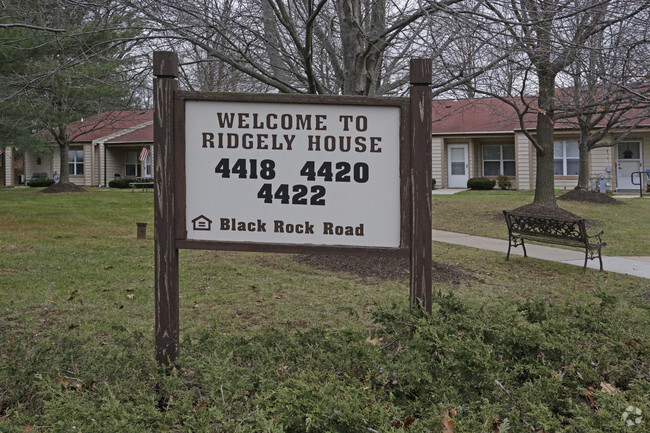 WELCOME TO
RIDGELY HOUSE
4418 4420
4422
Black Rock Road